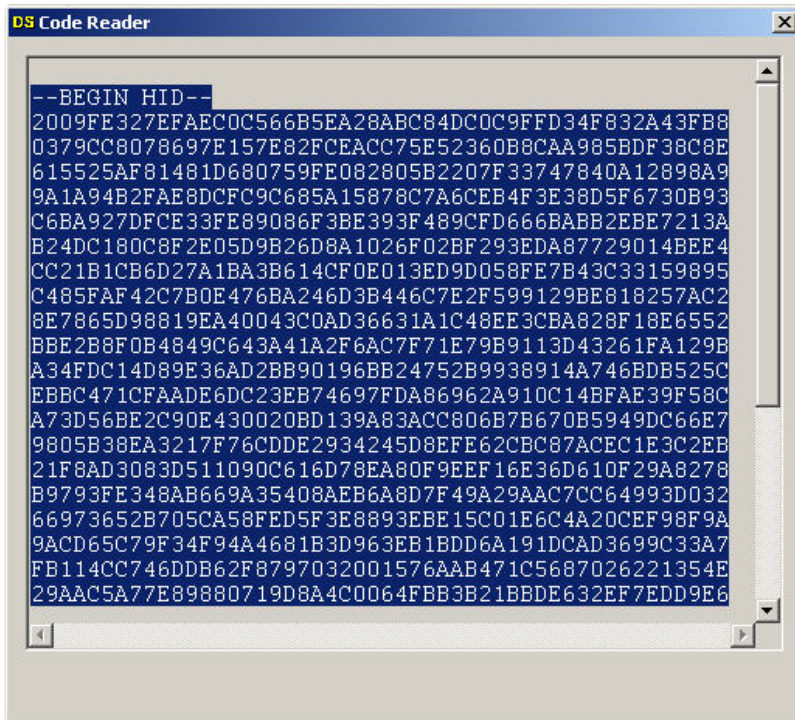 DS Code Reader
--BEGIN HID--
2009FE327EFAEC0C566B5EA28ABC84DC0C9FFD34F832A43FB8
0379CC8078697E157E82FCEACC75E52360B8CAA985BDF38C8E
615525AF81481D680759FE082805B2207F33747840A12898A9
9A1A94B2FAE8DCFC9C685A15878C7A6CEB4F3E38D5F6730B93
C6BA927DFCE33FE89086F3BE393F489CFD666BABB2EBE7213A
B24DC180C8F2E05D9B26D8A1026F02BF293EDA87729014BEE4
CC21B1CB6D27A1BA3B614CF0E013ED9D058FE7B43C33159895
C485FAF42C7B0E476BA246D3B446C7E2F599129BE818257AC2
8E7865D98819EA40043C0AD36631A1C48EE3CBA828F18E6552
BBE2B8F0B4849C643A41A2F6AC7F71E79B9113D43261FA129B
A34FDC14D89E36AD2BB90196BB24752B9938914A746BDB525C
EBBC471CFAADE6DC23EB74697FDA86962A910C14BFAE39F58C
A73D56BE2C90E430020BD139A83ACC806B7B670B5949DC66E7
9805B38EA3217F76CDDE2934245D8EFE62CBC87ACEC1E3C2EB
21F8AD3083D511090C616D78EA80F9EEF16E36D610F29A8278
B9793FE348AB669A35408AEB6A8D7F49A29AAC7CC64993D032
66973652B705CA58FED5F3E8893EBE15C01E6C4A20CEF98F9A
9ACD65C79F34F94A4681B3D963EB1BDD6A191DCAD3699C33A7
FB114CC746DDB62F8797032001576AAB471C5687026221354E
29AAC5A77E89880719D8A4C0064FBB3B21BBDE632EF7EDD9E6